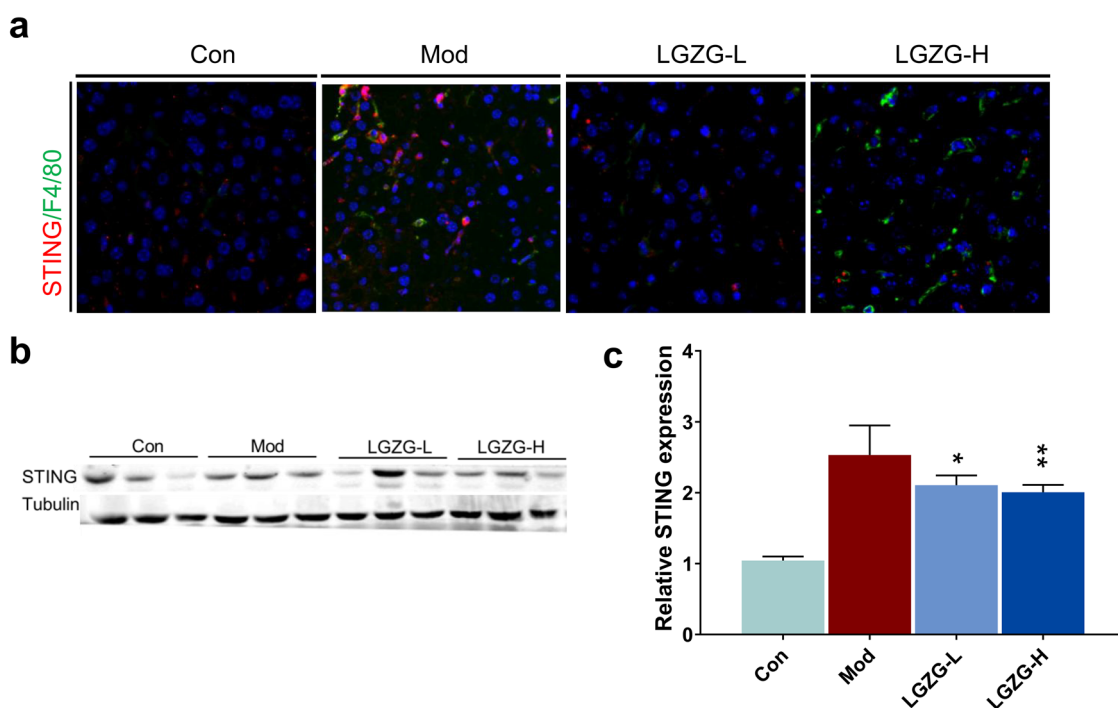 a
Con Mod LGZG-L LGZG-H
STING/F4/80
b
Con Mod LGZG-L LGZG-H
STING
Tubulin
c
Relative STING expression
4
3
2
1
0
* **
Con Mod LGZG-L LGZG-H